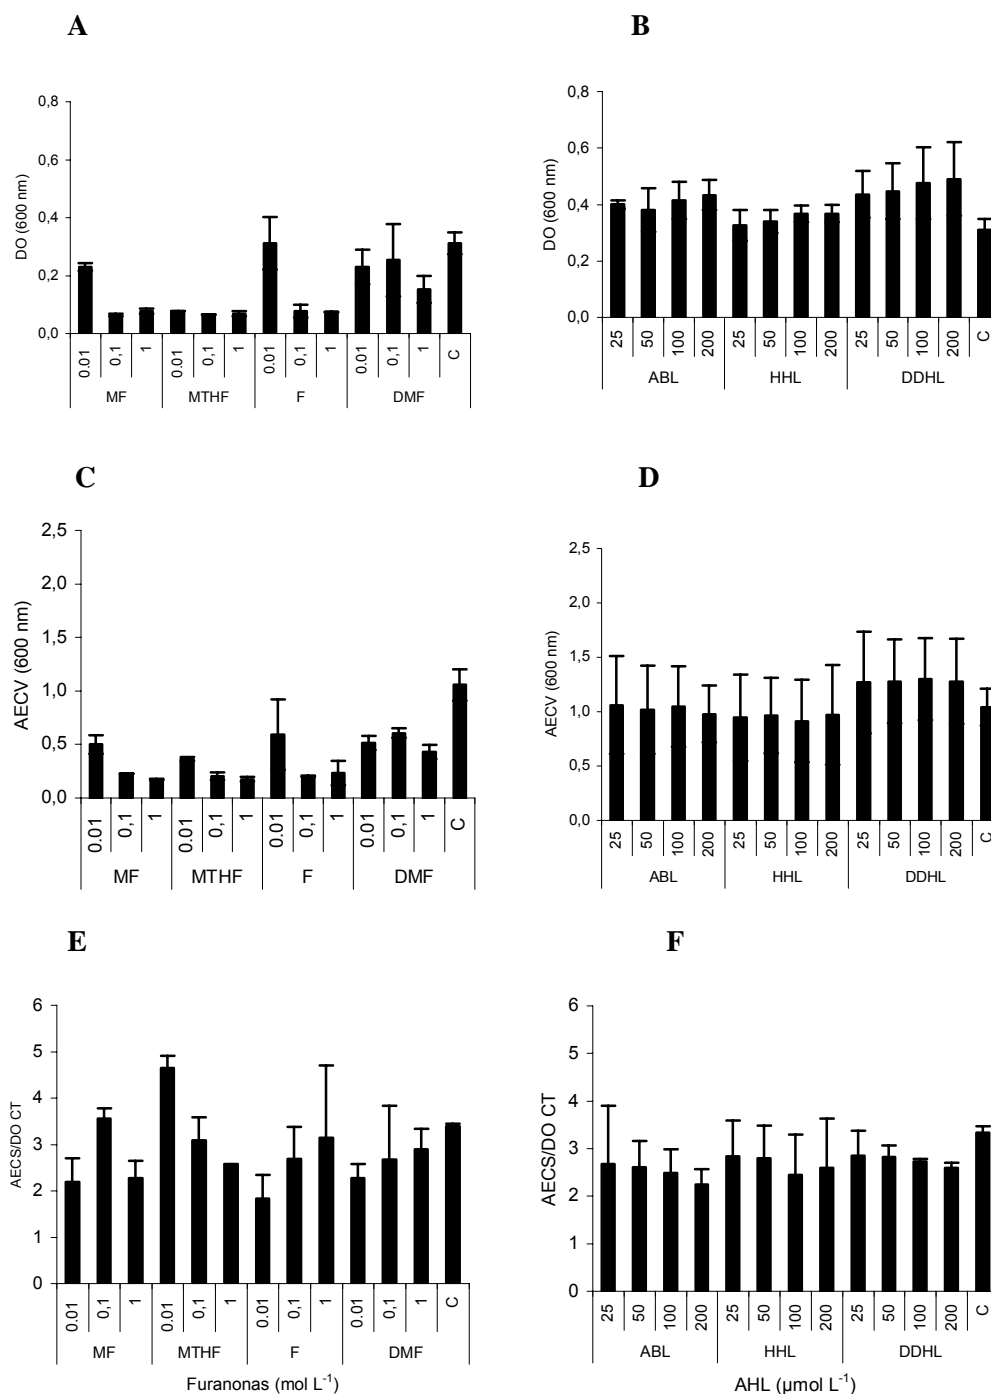 A
DO (600 nm)
0,8
0,6
0,4
0,2
0,0
0.01 0,1 1 0.01 0,1 1 0.01 0,1 1 0.01 0,1 1 C
MF MTHF F DMF
B
DO (600 nm)
0,8
0,6
0,4
0,2
0,0
25 50 100 200 25 50 100 200 25 50 100 200 C
ABL HHL DDHL
C
AECV (600 nm)
2,5
2,0
1,5
1,0
0,5
0,0
0.01 0,1 1 0.01 0,1 1 0.01 0,1 1 0.01 0,1 1 C
MF MTHF F DMF
D
AECV (600 nm)
2,5
2,0
1,5
1,0
0,5
0,0
25 50 100 200 25 50 100 200 25 50 100 200 C
ABL HHL DDHL
E
AECS/DO CT
6
5
4
3
2
1
0
0.01 0,1 1 0.01 0,1 1 0.01 0,1 1 0.01 0,1 1 C
MF MTHF F DMF
Furanonas (mol L⁻¹)
F
AECS/DO CT
6
5
4
3
2
1
0
25 50 100 200 25 50 100 200 25 50 100 200 C
ABL HHL DDHL
AHL (µmol L⁻¹)